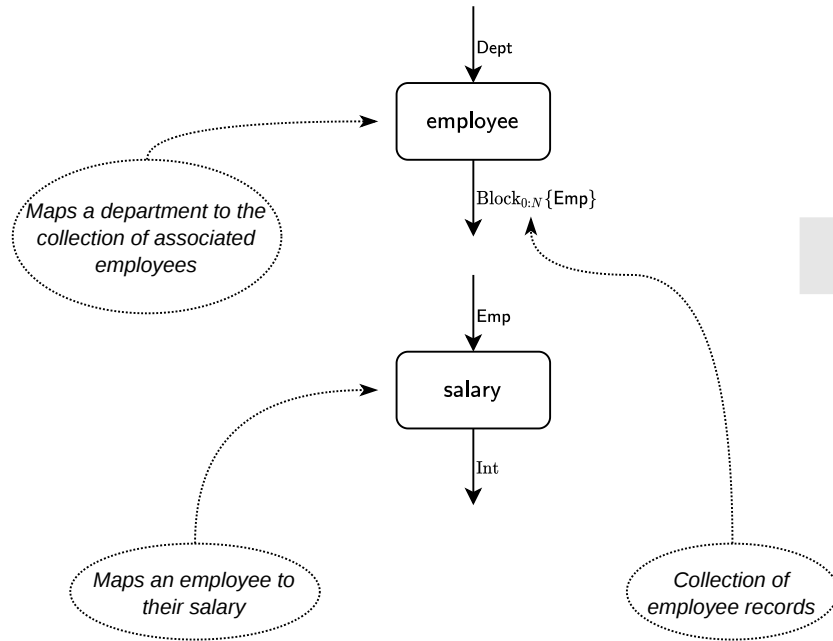 Dept
employee
Block₀:N{Emp}
Maps a department to the
collection of associated
employees
Emp
salary
Int
Maps an employee to
their salary
Collection of
employee records